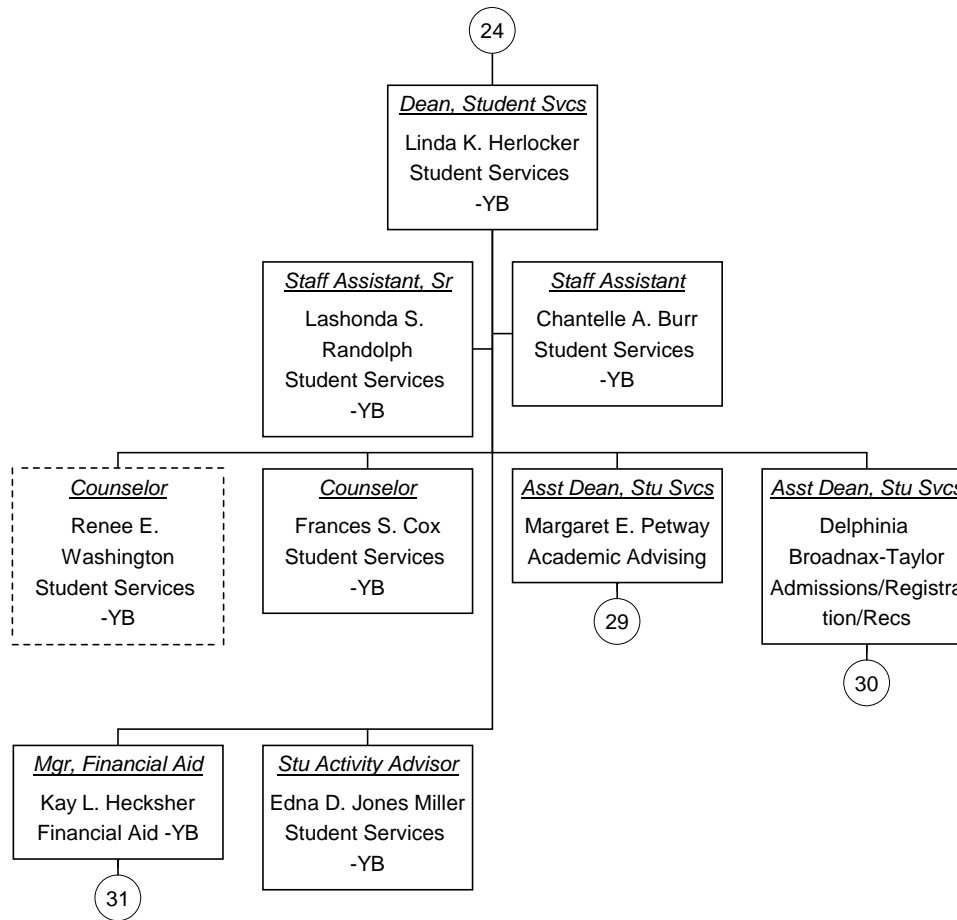 24
Dean, Student Svcs
Linda K. Herlocker
Student Services
-YB
Staff Assistant, Sr
Lashonda S.
Randolph
Student Services
-YB
Staff Assistant
Chantelle A. Burr
Student Services
-YB
Counselor
Renee E.
Washington
Student Services
-YB
Counselor
Frances S. Cox
Student Services
-YB
Asst Dean, Stu Svcs
Margaret E. Petway
Academic Advising
29
Asst Dean, Stu Svcs
Delphinia
Broadnax-Taylor
Admissions/Registra
tion/Recs
30
Mgr, Financial Aid
Kay L. Hecksher
Financial Aid -YB
31
Stu Activity Advisor
Edna D. Jones Miller
Student Services
-YB